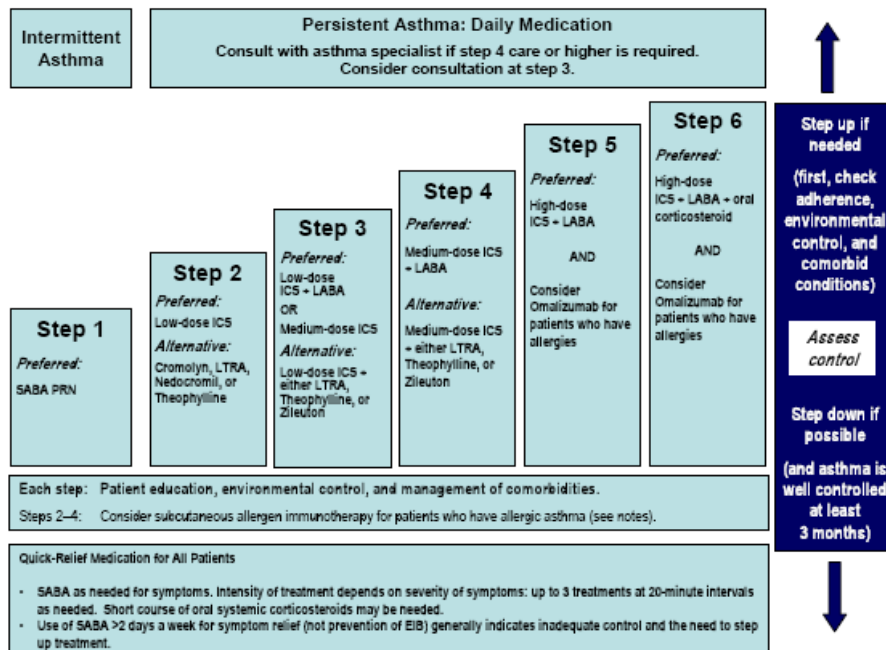 Intermittent
Asthma
Persistent Asthma: Daily Medication
Consult with asthma specialist if step 4 care or higher is required.
Consider consultation at step 3.
Step 1
Preferred:
SABA PRN
Step 2
Preferred:
Low-dose ICS
Alternative:
Cromolyn, LTRA,
Nedocromil, or
Theophylline
Step 3
Preferred:
Low-dose
ICS + LABA
OR
Medium-dose ICS
Alternative:
Low-dose ICS +
either LTRA,
Theophylline, or
Zileuton
Step 4
Preferred:
Medium-dose ICS
+ LABA
Alternative:
Medium-dose ICS
+ either LTRA,
Theophylline, or
Zileuton
Step 5
Preferred:
High-dose
ICS + LABA
AND
Consider
Omalizumab for
patients who have
allergies
Step 6
Preferred:
High-dose
ICS + LABA + oral
corticosteroid
AND
Consider
Omalizumab for
patients who have
allergies
Step up if
needed
(first, check
adherence,
environmental
control, and
comorbid
conditions)
Assess
control
Step down if
possible
(and asthma is
well controlled
at least
3 months)
Each step: Patient education, environmental control, and management of comorbidities.
Steps 2–4: Consider subcutaneous allergen immunotherapy for patients who have allergic asthma (see notes).
Quick-Relief Medication for All Patients
• SABA as needed for symptoms. Intensity of treatment depends on severity of symptoms: up to 3 treatments at 20-minute intervals
as needed. Short course of oral systemic corticosteroids may be needed.
• Use of SABA >2 days a week for symptom relief (not prevention of EIB) generally indicates inadequate control and the need to step
up treatment.